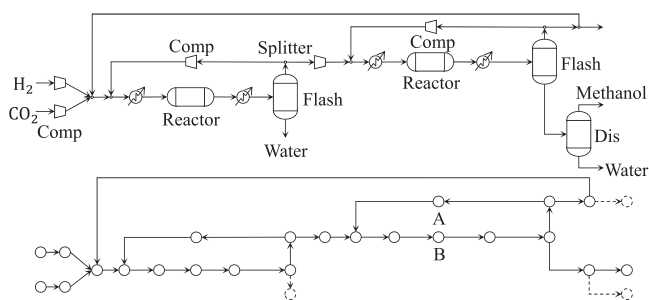 Comp
Splitter
Comp
H2
Reactor
Flash
CO2
Comp
Reactor
Flash
Methanol
Water
Dis
Water
A
B